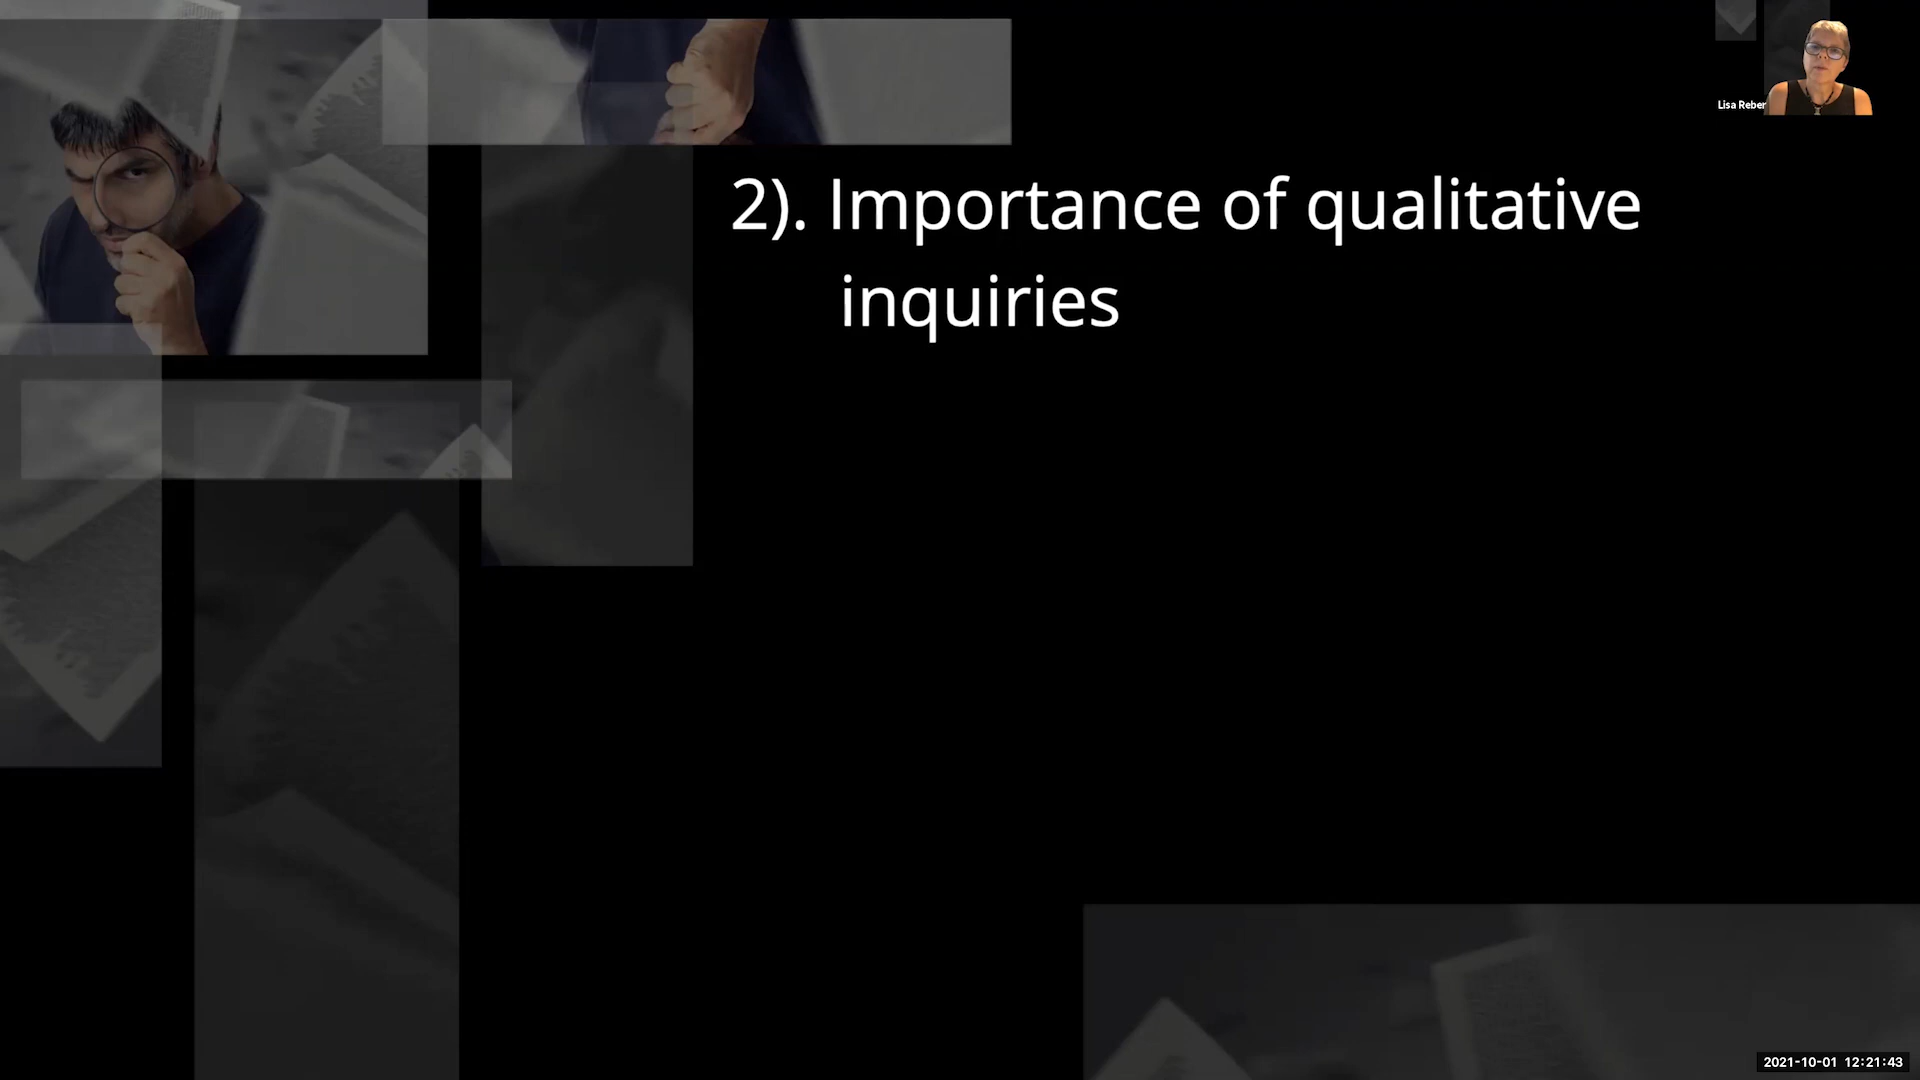 Lisa Reber
2). Importance of qualitative
inquiries
2021-10-01 12:21:43